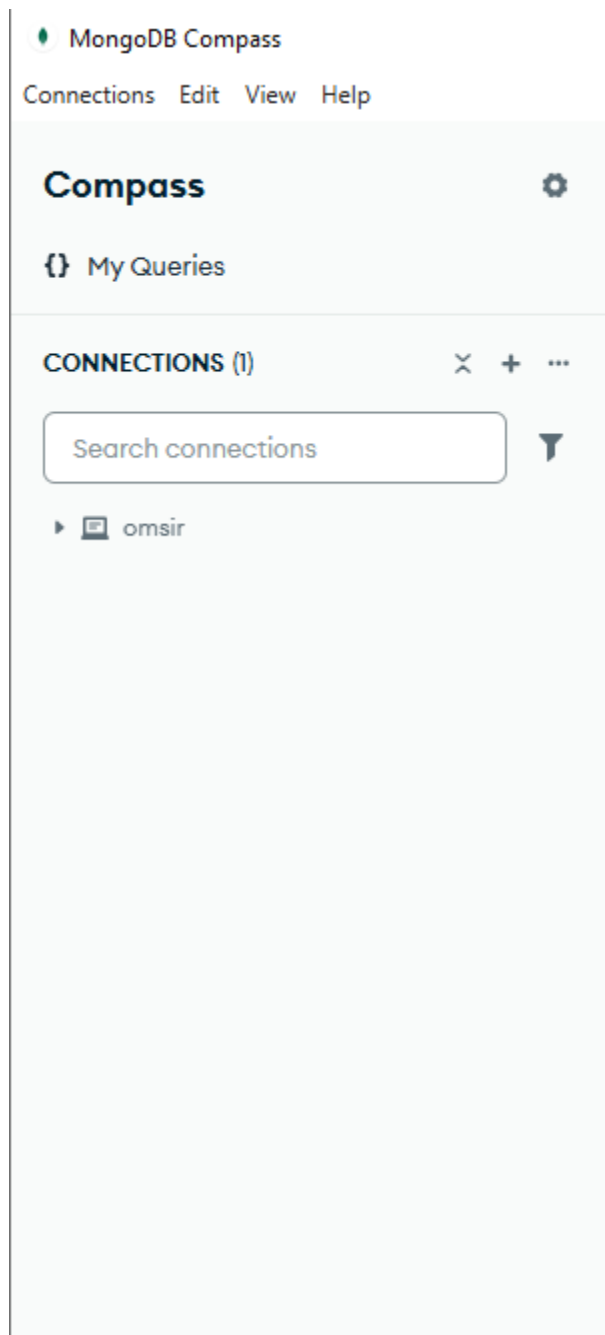 MongoDB Compass
Connections Edit View Help
Compass
{} My Queries
CONNECTIONS (1)
Search connections
omsir